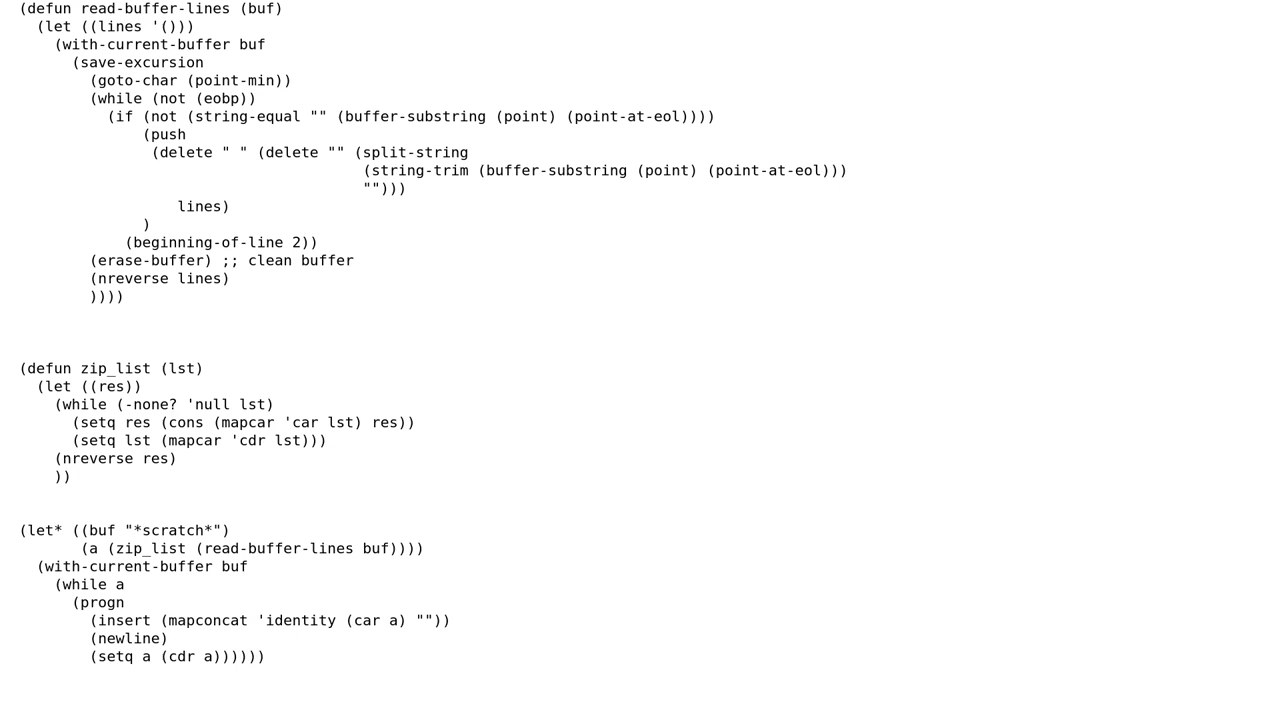 (defun read-buffer-lines (buf)
  (let ((lines '()))
    (with-current-buffer buf
      (save-excursion
        (goto-char (point-min))
        (while (not (eobp))
          (if (not (string-equal "" (buffer-substring (point) (point-at-eol))))
              (push
               (delete " " (delete "" (split-string
                                       (string-trim (buffer-substring (point) (point-at-eol)))
                                       "")))
                  lines)
              )
            (beginning-of-line 2))
        (erase-buffer) ;; clean buffer
        (nreverse lines)
        ))))
(defun zip_list (lst)
  (let ((res))
    (while (-none? 'null lst)
      (setq res (cons (mapcar 'car lst) res))
      (setq lst (mapcar 'cdr lst)))
    (nreverse res)
    ))
(let* ((buf "*scratch*")
       (a (zip_list (read-buffer-lines buf))))
  (with-current-buffer buf
    (while a
      (progn
        (insert (mapconcat 'identity (car a) ""))
        (newline)
        (setq a (cdr a))))))